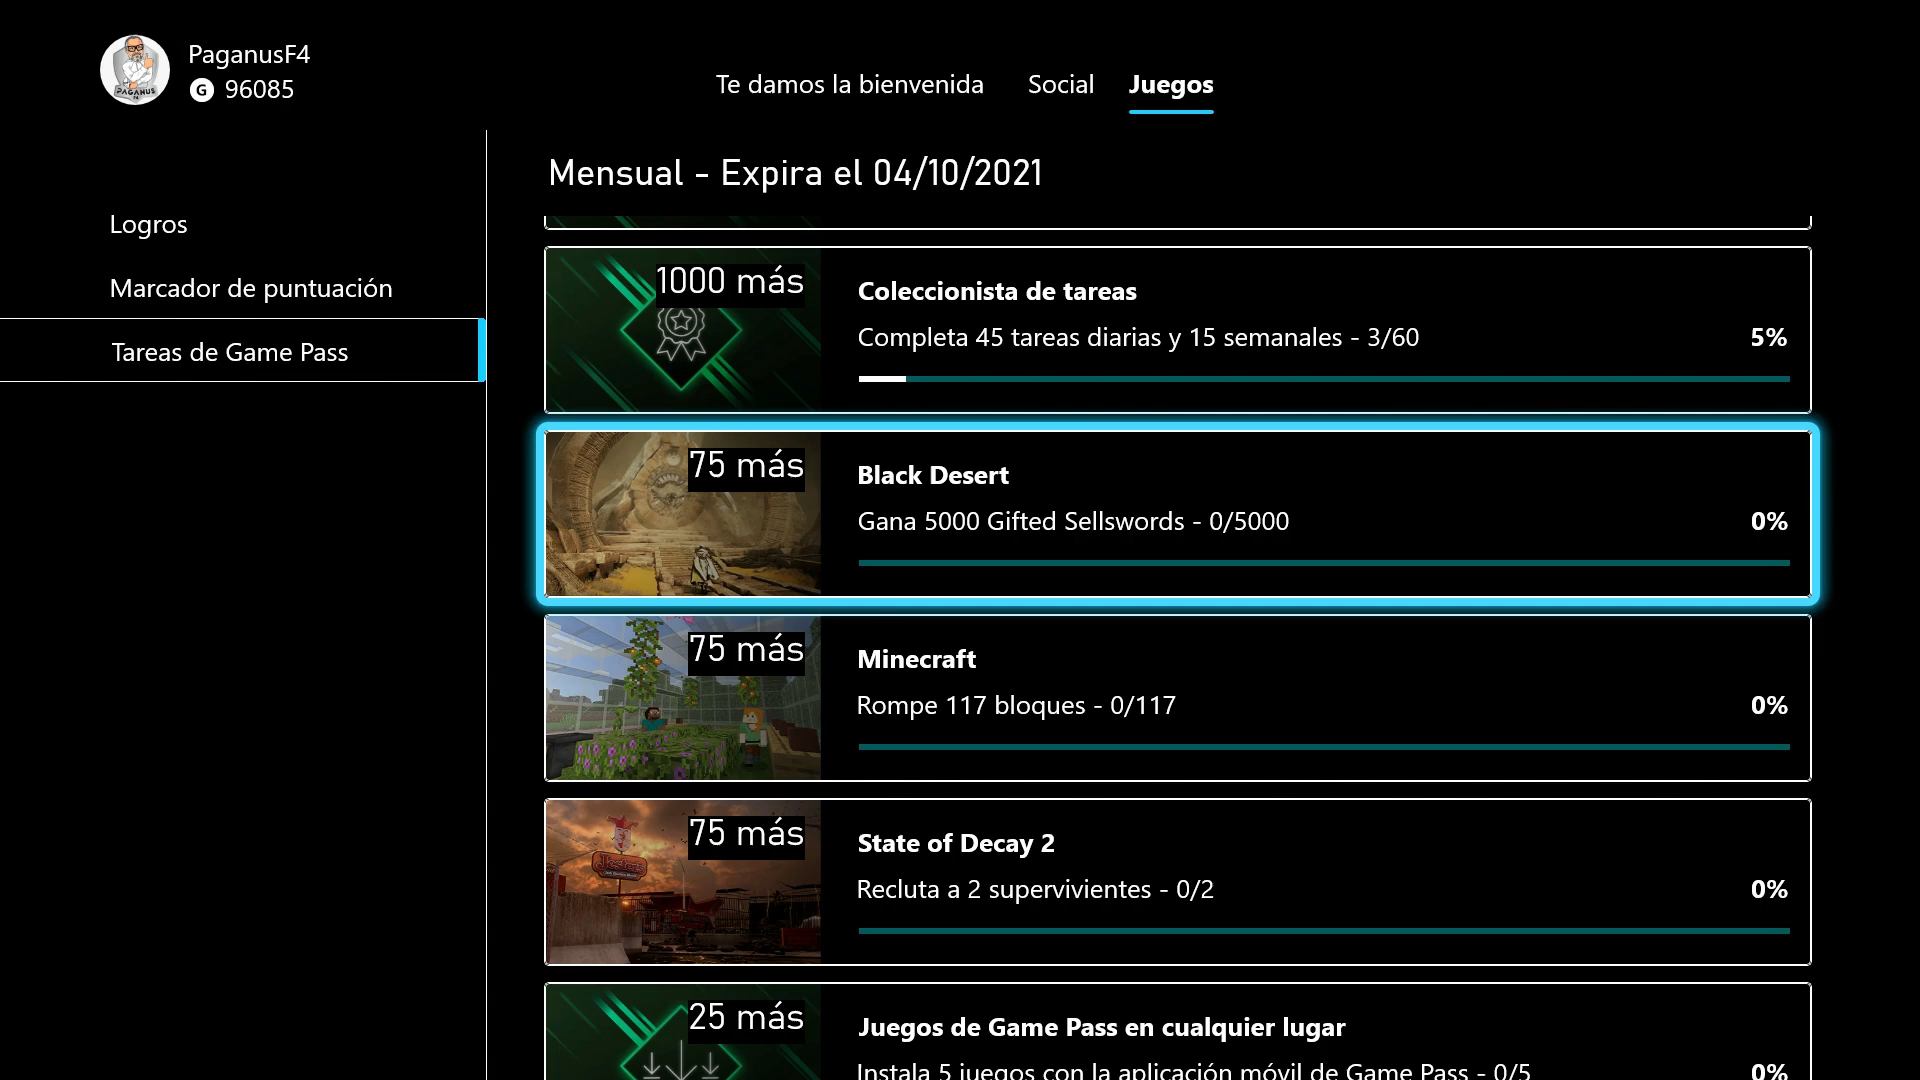 PaganusF4
G 96085
PAGANUS
Te damos la bienvenida
Social
Juegos
Logros
Marcador de puntuación
Tareas de Game Pass
Mensual - Expira el 04/10/2021
1000 más
Coleccionista de tareas
Completa 45 tareas diarias y 15 semanales - 3/60
5%
75 más
Black Desert
Gana 5000 Gifted Sellswords - 0/5000
0%
75 más
Minecraft
Rompe 117 bloques - 0/117
0%
75 más
State of Decay 2
Recluta a 2 supervivientes - 0/2
0%
25 más
Juegos de Game Pass en cualquier lugar
Instala 5 juegos con la aplicación móvil de Game Pass - 0/5
0%